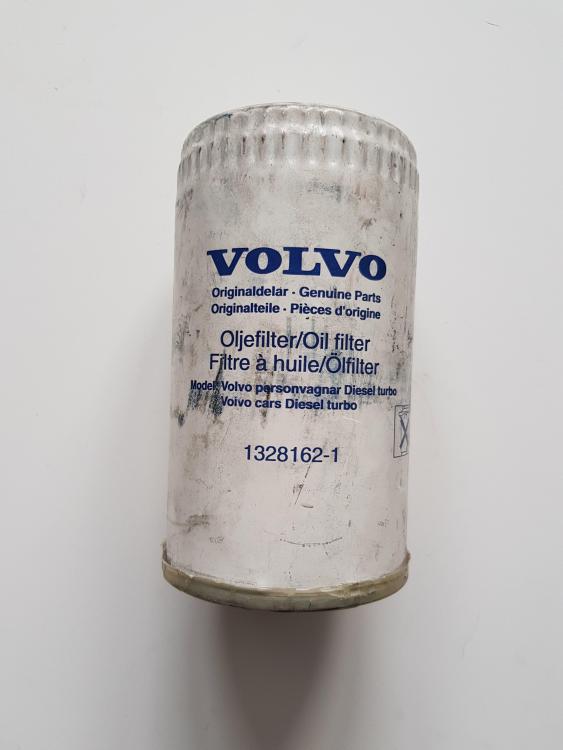 VOLVO
Originaldelar - Genuine Parts
Originalteile - Pièces d'origine
Oljefilter/Oil filter
Filtre à huile/Ölfilter
Model: Volvo personvagnar Diesel turbo
Volvo cars Diesel turbo
1328162-1